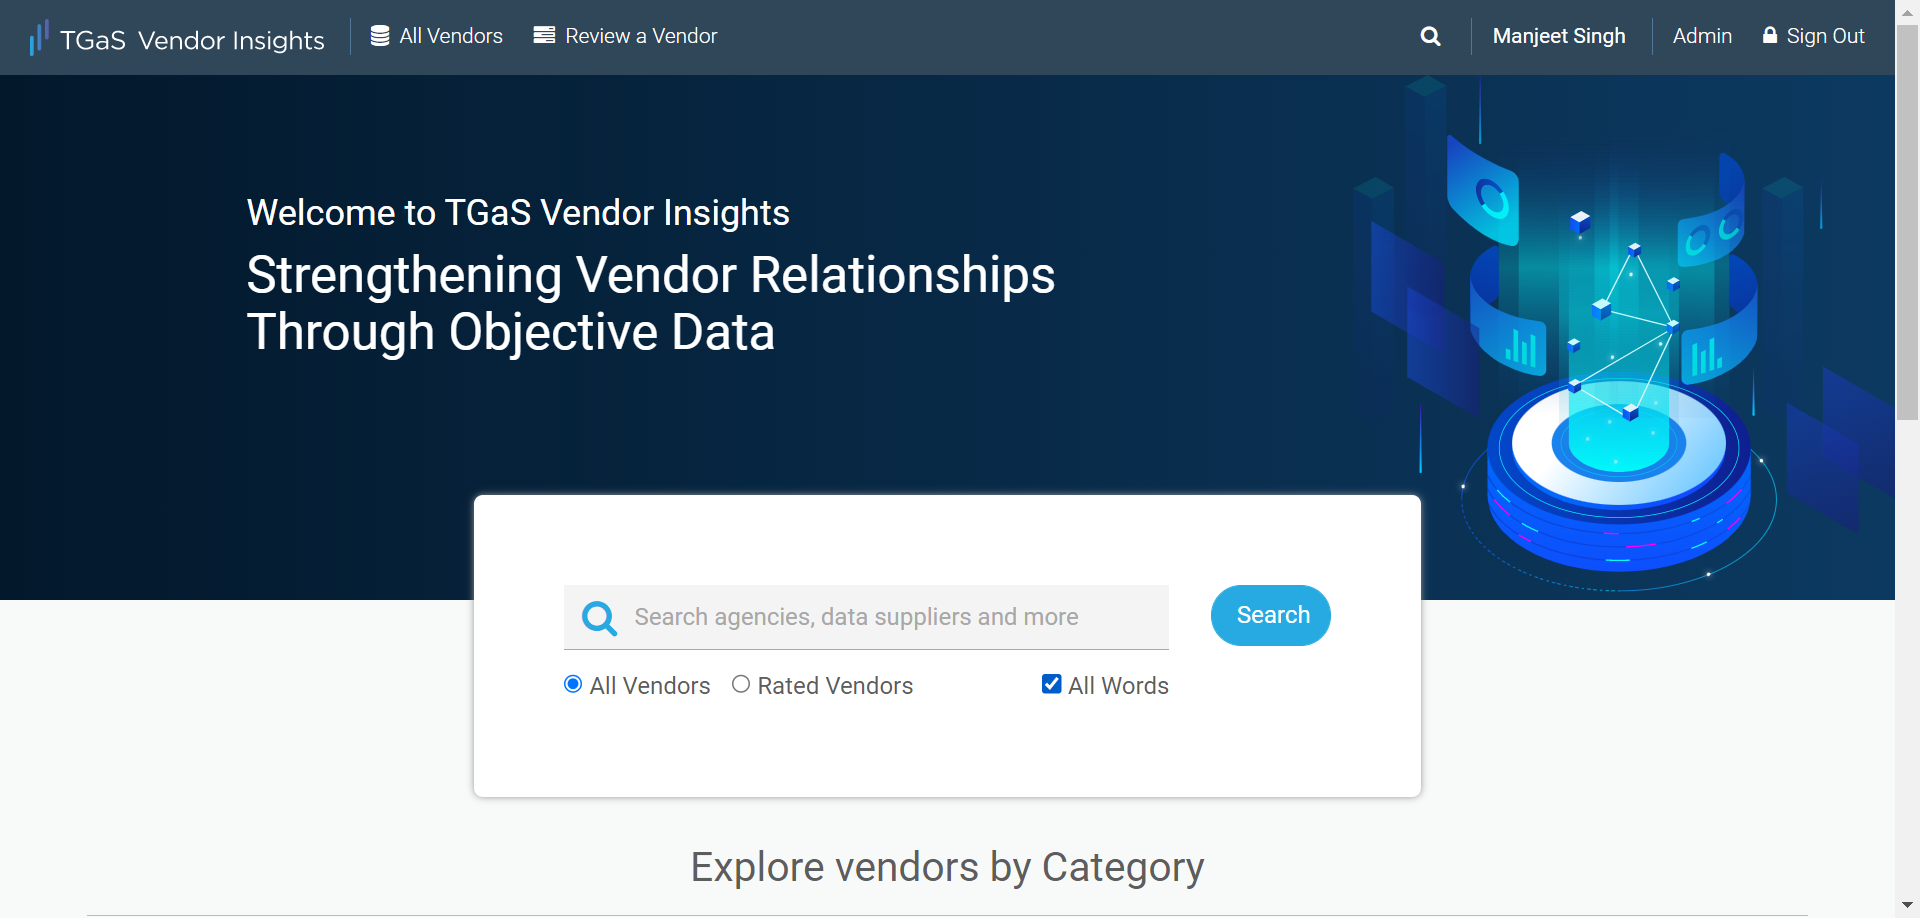 TGaS Vendor Insights
All Vendors
Review a Vendor
Manjeet Singh
Admin
Sign Out
Welcome to TGaS Vendor Insights
Strengthening Vendor Relationships
Through Objective Data
Search agencies, data suppliers and more
Search
All Vendors
Rated Vendors
All Words
Explore vendors by Category